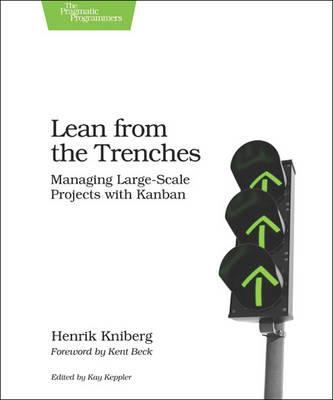 The
Pragmatic
Programmers
Lean from
the Trenches
Managing Large-Scale
Projects with Kanban
Henrik Kniberg
Foreword by Kent Beck
Edited by Kay Keppler